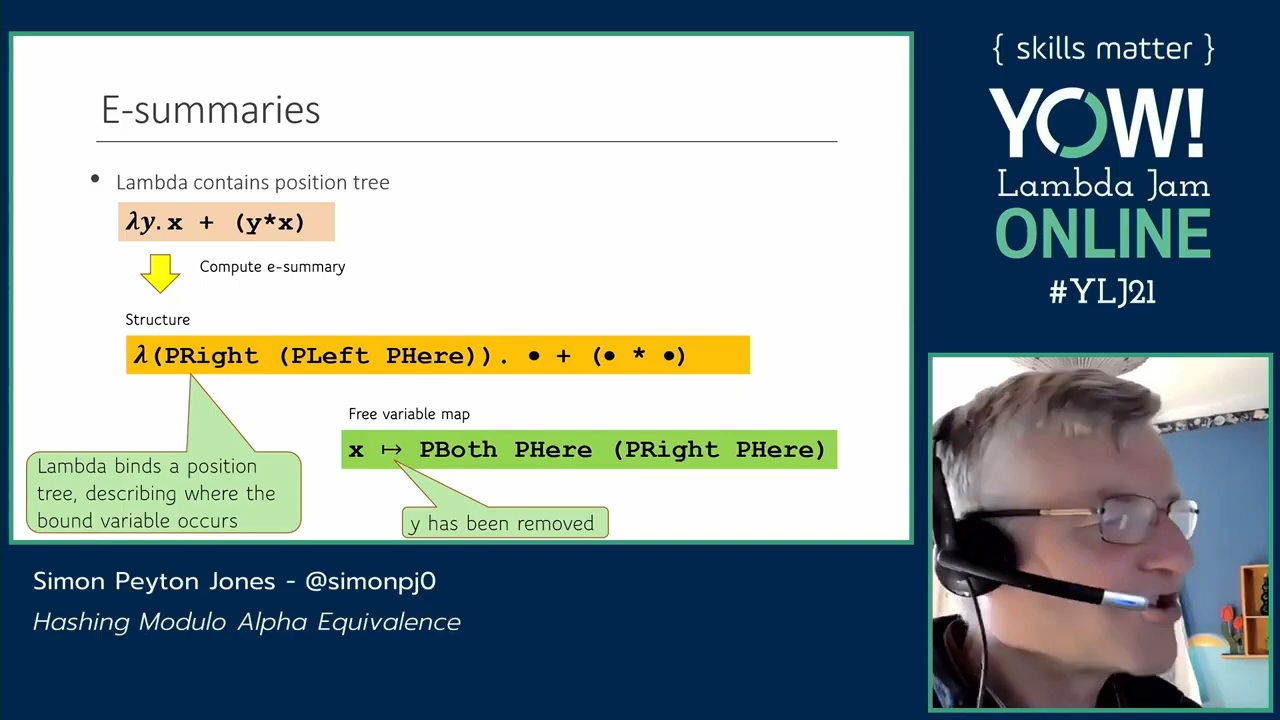 E-summaries
• Lambda contains position tree
λy.x + (y*x)
Compute e-summary
Structure
λ(PRight (PLeft PHere)). • + (• * •)
Free variable map
x ↦ PBoth PHere (PRight PHere)
Lambda binds a position
tree, describing where the
bound variable occurs
y has been removed
{ skills matter }
YOW!
Lambda Jam
ONLINE
#YLJ21
Simon Peyton Jones - @simonpj0
Hashing Modulo Alpha Equivalence